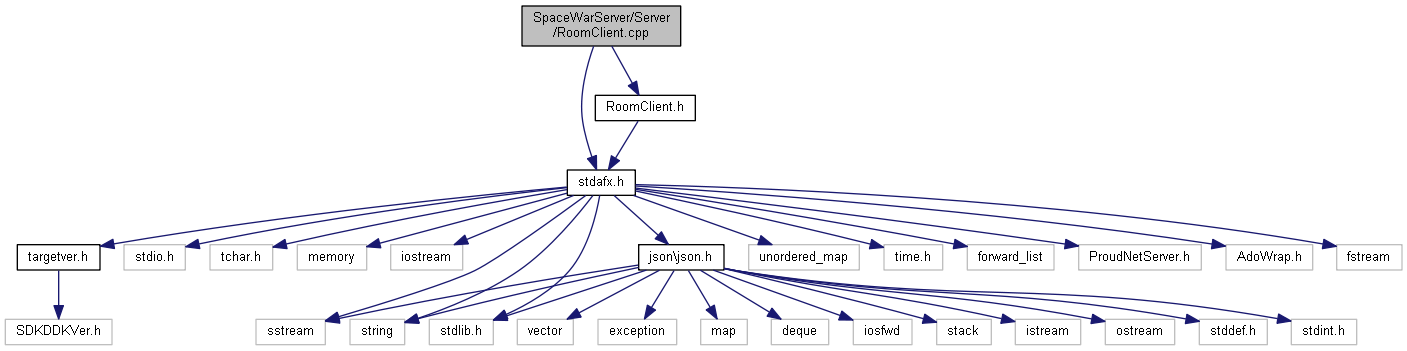 SpaceWarServer/Server
/RoomClient.cpp
RoomClient.h
stdafx.h
targetver.h
stdio.h
tchar.h
memory
iostream
json\json.h
unordered_map
time.h
forward_list
ProudNetServer.h
AdoWrap.h
fstream
SDKDDKVer.h
sstream
string
stdlib.h
vector
exception
map
deque
iosfwd
stack
istream
ostream
stddef.h
stdint.h